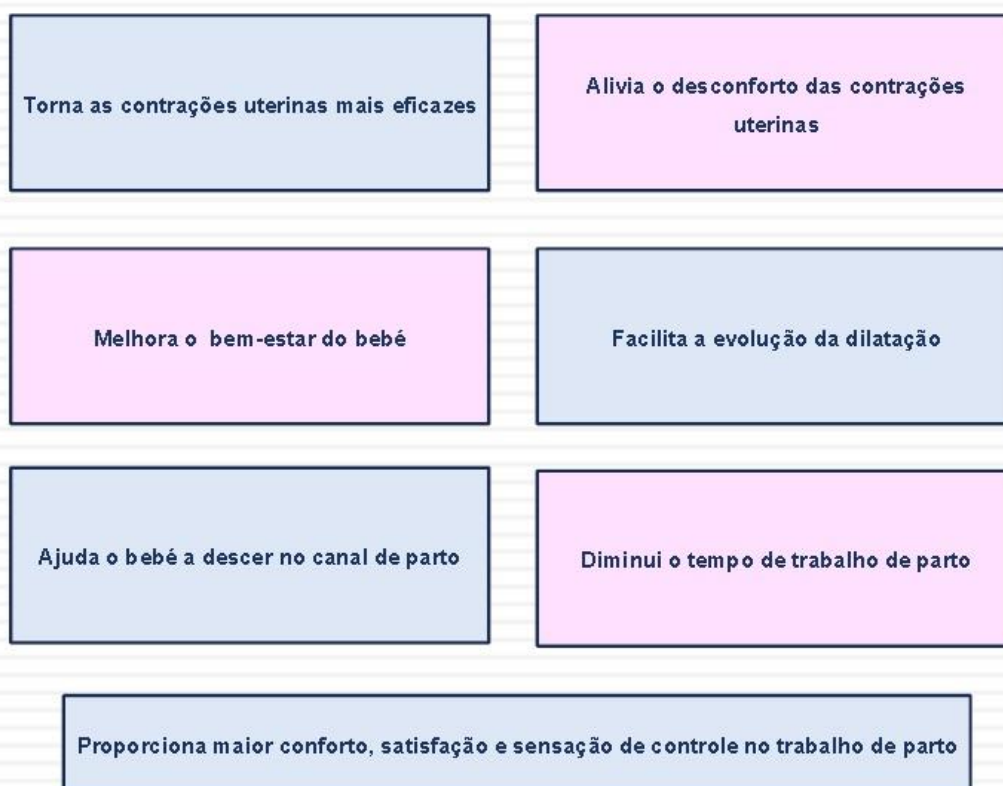 Torna as contrações uterinas mais eficazes
Alivia o desconforto das contrações
uterinas
Melhora o bem-estar do bebé
Facilita a evolução da dilatação
Ajuda o bebé a descer no canal de parto
Diminui o tempo de trabalho de parto
Proporciona maior conforto, satisfação e sensação de controle no trabalho de parto